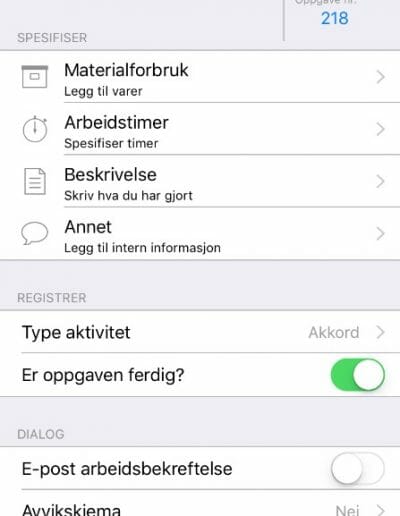 Oppgave nr.
218
SPESIFISER
Materialforbruk
Legg til varer
Arbeidstimer
Spesifiser timer
Beskrivelse
Skriv hva du har gjort
Annet
Legg til intern informasjon
REGISTRER
Type aktivitet Akkord
Er oppgaven ferdig?
DIALOG
E-post arbeidsbekreftelse
Avvikskjema Nei